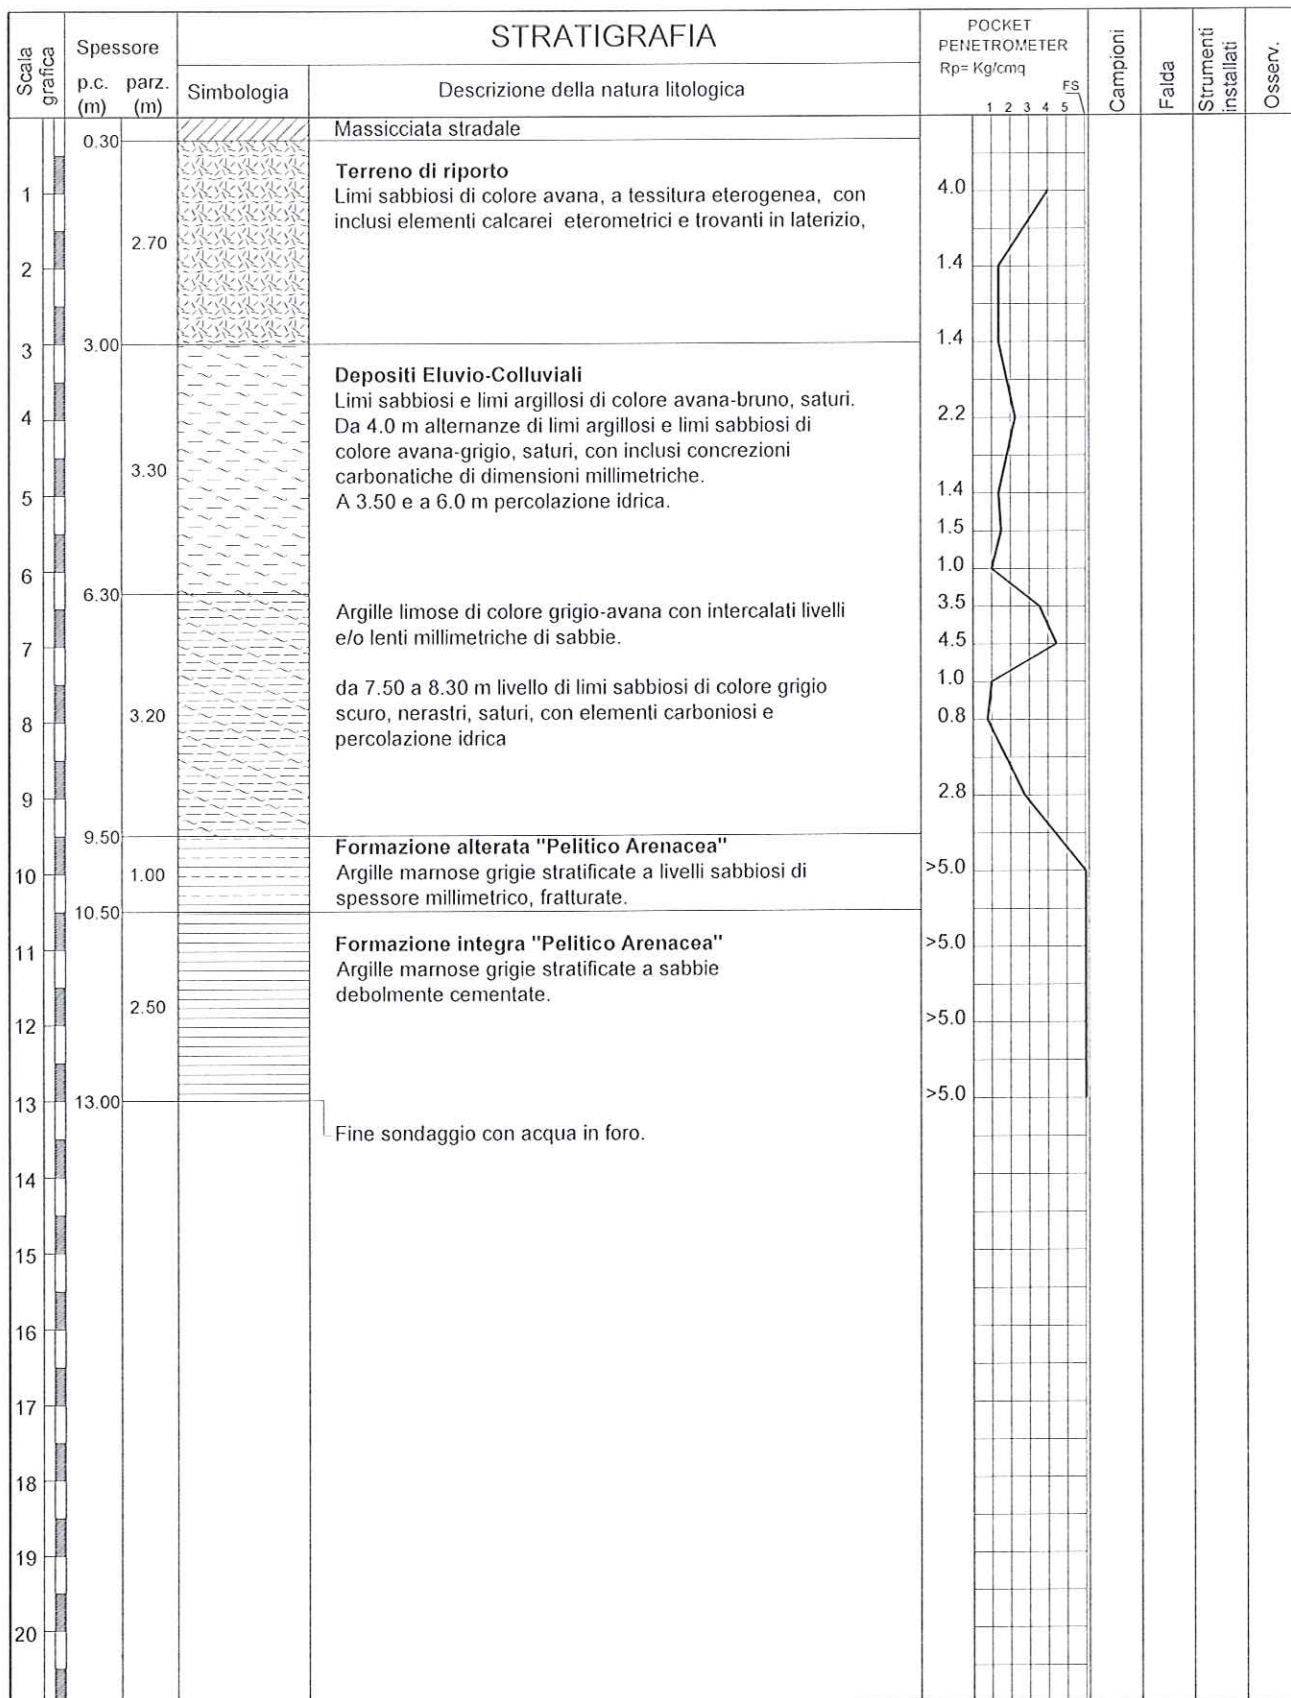 STRATIGRAFIA
Scala grafica
Spessore
p.c. (m)
parz. (m)
Simbologia
Descrizione della natura litologica
POCKET
PENETROMETER
Rp= Kg/cmq
FS
1 2 3 4 5
Campioni
Falda
Strumenti installati
Osserv.
0.30
Massicciata stradale
Terreno di riporto
Limi sabbiosi di colore avana, a tessitura eterogenea, con
inclusi elementi calcarei eterometrici e trovanti in laterizio,
1
4.0
2.70
2
1.4
3
3.00
1.4
Depositi Eluvio-Colluviali
Limi sabbiosi e limi argillosi di colore avana-bruno, saturi.
Da 4.0 m alternanze di limi argillosi e limi sabbiosi di
colore avana-grigio, saturi, con inclusi concrezioni
carbonatiche di dimensioni millimetriche.
A 3.50 e a 6.0 m percolazione idrica.
4
2.2
3.30
5
1.4
1.5
6
1.0
6.30
3.5
Argille limose di colore grigio-avana con intercalati livelli
e/o lenti millimetriche di sabbie.
7
4.5
1.0
da 7.50 a 8.30 m livello di limi sabbiosi di colore grigio
scuro, nerastri, saturi, con elementi carboniosi e
percolazione idrica
3.20
8
0.8
9
2.8
9.50
Formazione alterata "Pelitico Arenacea"
Argille marnose grigie stratificate a livelli sabbiosi di
spessore millimetrico, fratturate.
10
1.00
>5.0
10.50
Formazione integra "Pelitico Arenacea"
Argille marnose grigie stratificate a sabbie
debolmente cementate.
11
>5.0
2.50
12
>5.0
13
13.00
>5.0
Fine sondaggio con acqua in foro.
14
15
16
17
18
19
20